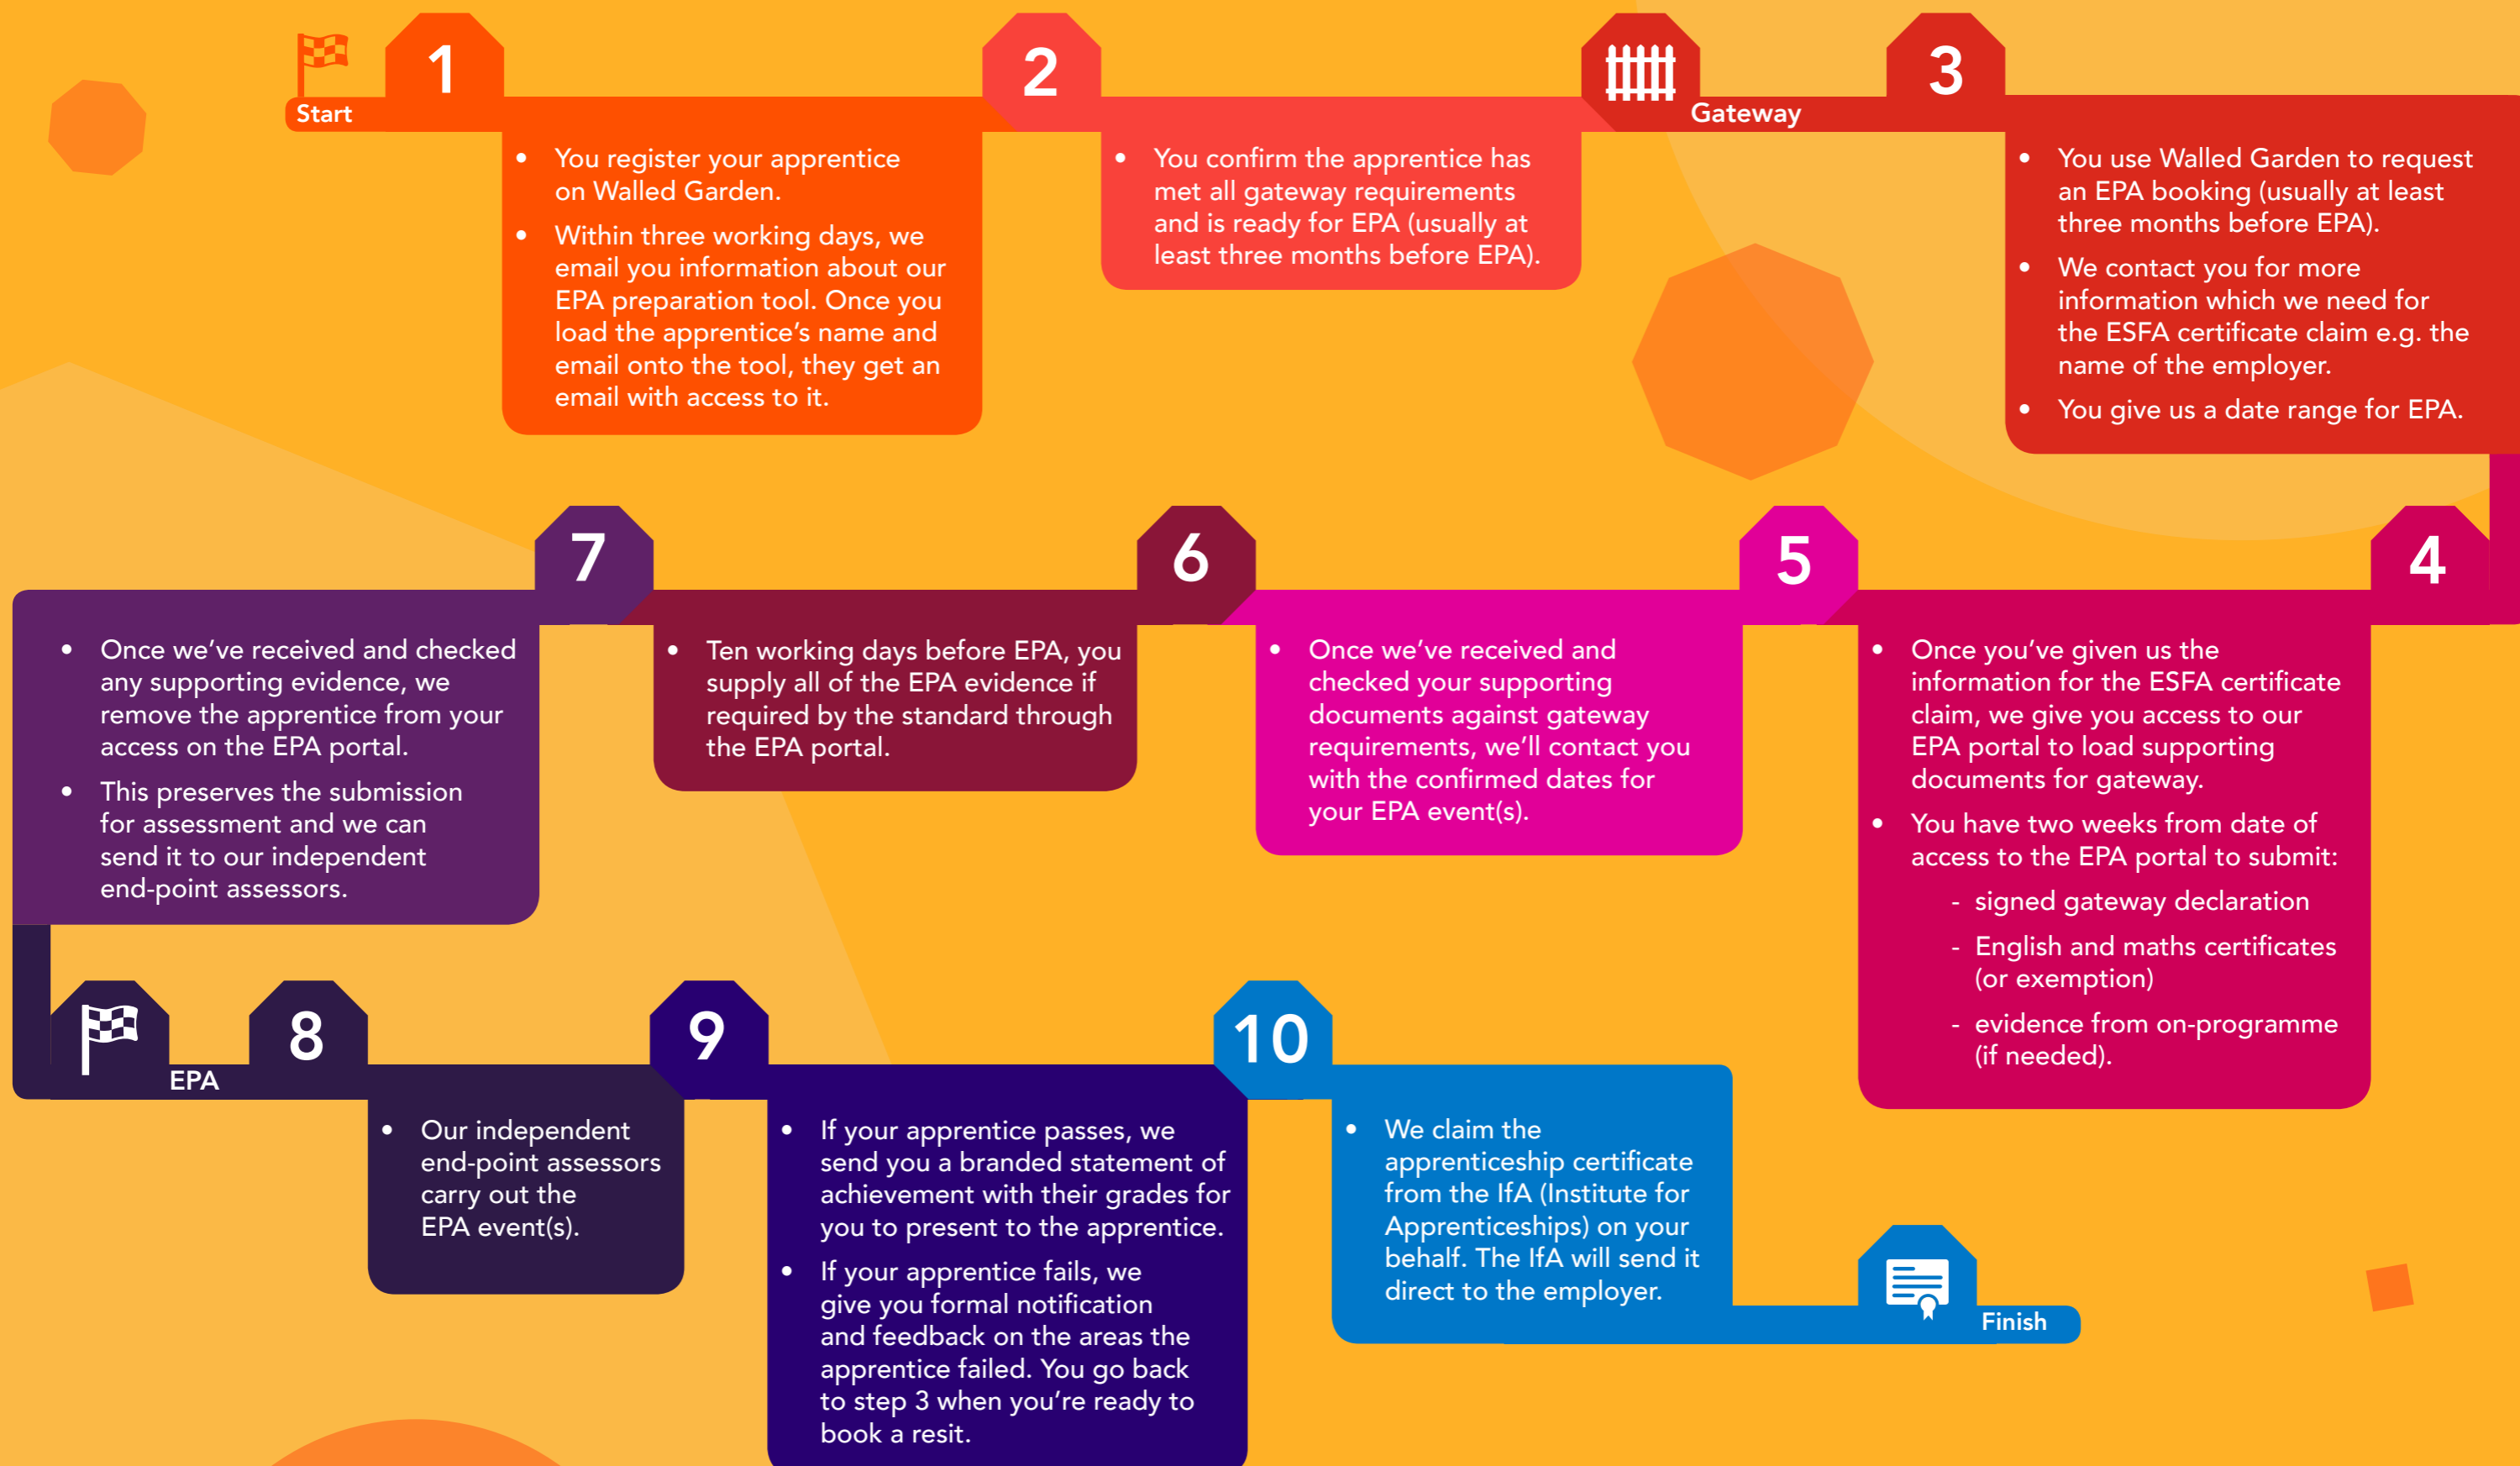 Start
1
• You register your apprentice
on Walled Garden.
• Within three working days, we
email you information about our
EPA preparation tool. Once you
load the apprentice's name and
email onto the tool, they get an
email with access to it.
2
• You confirm the apprentice has
met all gateway requirements
and is ready for EPA (usually at
least three months before EPA).
Gateway
3
• You use Walled Garden to request
an EPA booking (usually at least
three months before EPA).
• We contact you for more
information which we need for
the ESFA certificate claim e.g. the
name of the employer.
• You give us a date range for EPA.
4
• Once you've given us the
information for the ESFA certificate
claim, we give you access to our
EPA portal to load supporting
documents for gateway.
• You have two weeks from date of
access to the EPA portal to submit:
- signed gateway declaration
- English and maths certificates
(or exemption)
- evidence from on-programme
(if needed).
5
• Once we've received and
checked your supporting
documents against gateway
requirements, we'll contact you
with the confirmed dates for
your EPA event(s).
6
• Ten working days before EPA, you
supply all of the EPA evidence if
required by the standard through
the EPA portal.
7
• Once we've received and checked
any supporting evidence, we
remove the apprentice from your
access on the EPA portal.
• This preserves the submission
for assessment and we can
send it to our independent
end-point assessors.
EPA
8
• Our independent
end-point assessors
carry out the
EPA event(s).
9
• If your apprentice passes, we
send you a branded statement of
achievement with their grades for
you to present to the apprentice.
• If your apprentice fails, we
give you formal notification
and feedback on the areas the
apprentice failed. You go back
to step 3 when you're ready to
book a resit.
10
• We claim the
apprenticeship certificate
from the IfA (Institute for
Apprenticeships) on your
behalf. The IfA will send it
direct to the employer.
Finish